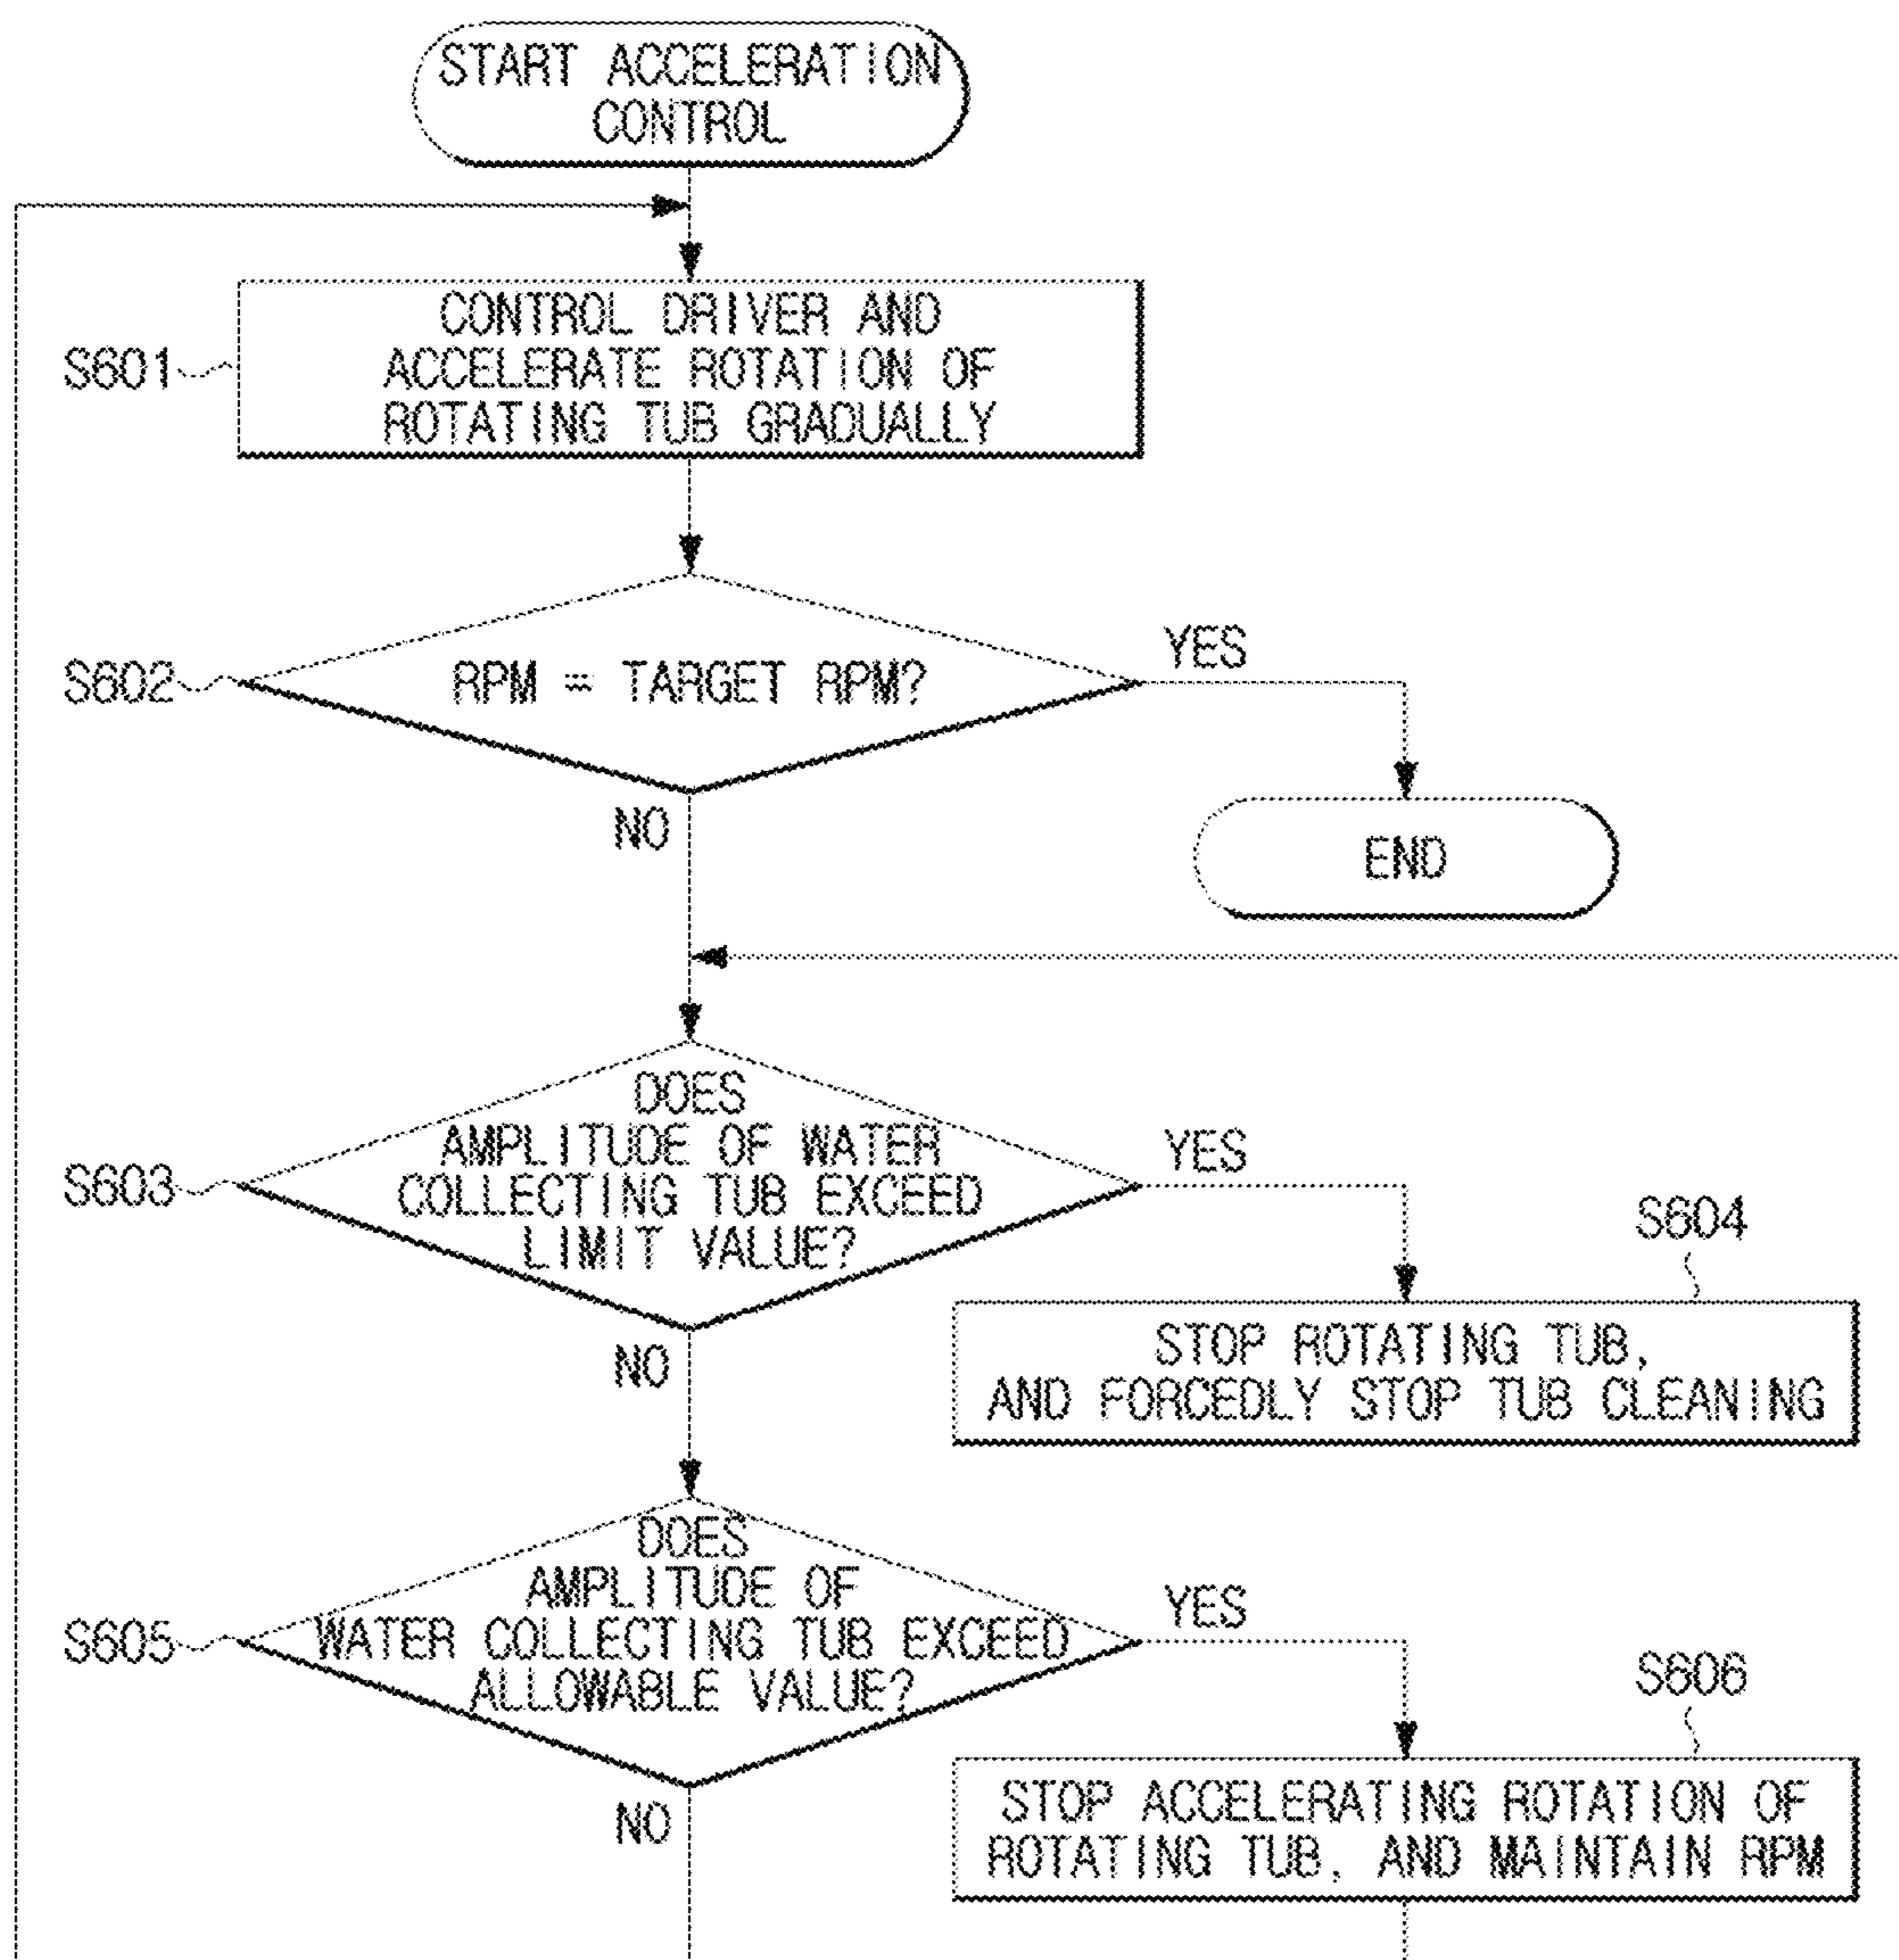 START ACCELERATION
CONTROL
S601
CONTROL DRIVER AND
ACCELERATE ROTATION OF
ROTATING TUB GRADUALLY
S602
RPM = TARGET RPM?
YES
NO
END
S603
DOES
AMPLITUDE OF WATER
COLLECTING TUB EXCEED
LIMIT VALUE?
YES
NO
S604
STOP ROTATING TUB,
AND FORCEDLY STOP TUB CLEANING
S605
DOES
AMPLITUDE OF
WATER COLLECTING TUB EXCEED
ALLOWABLE VALUE?
YES
NO
S606
STOP ACCELERATING ROTATION OF
ROTATING TUB, AND MAINTAIN RPM